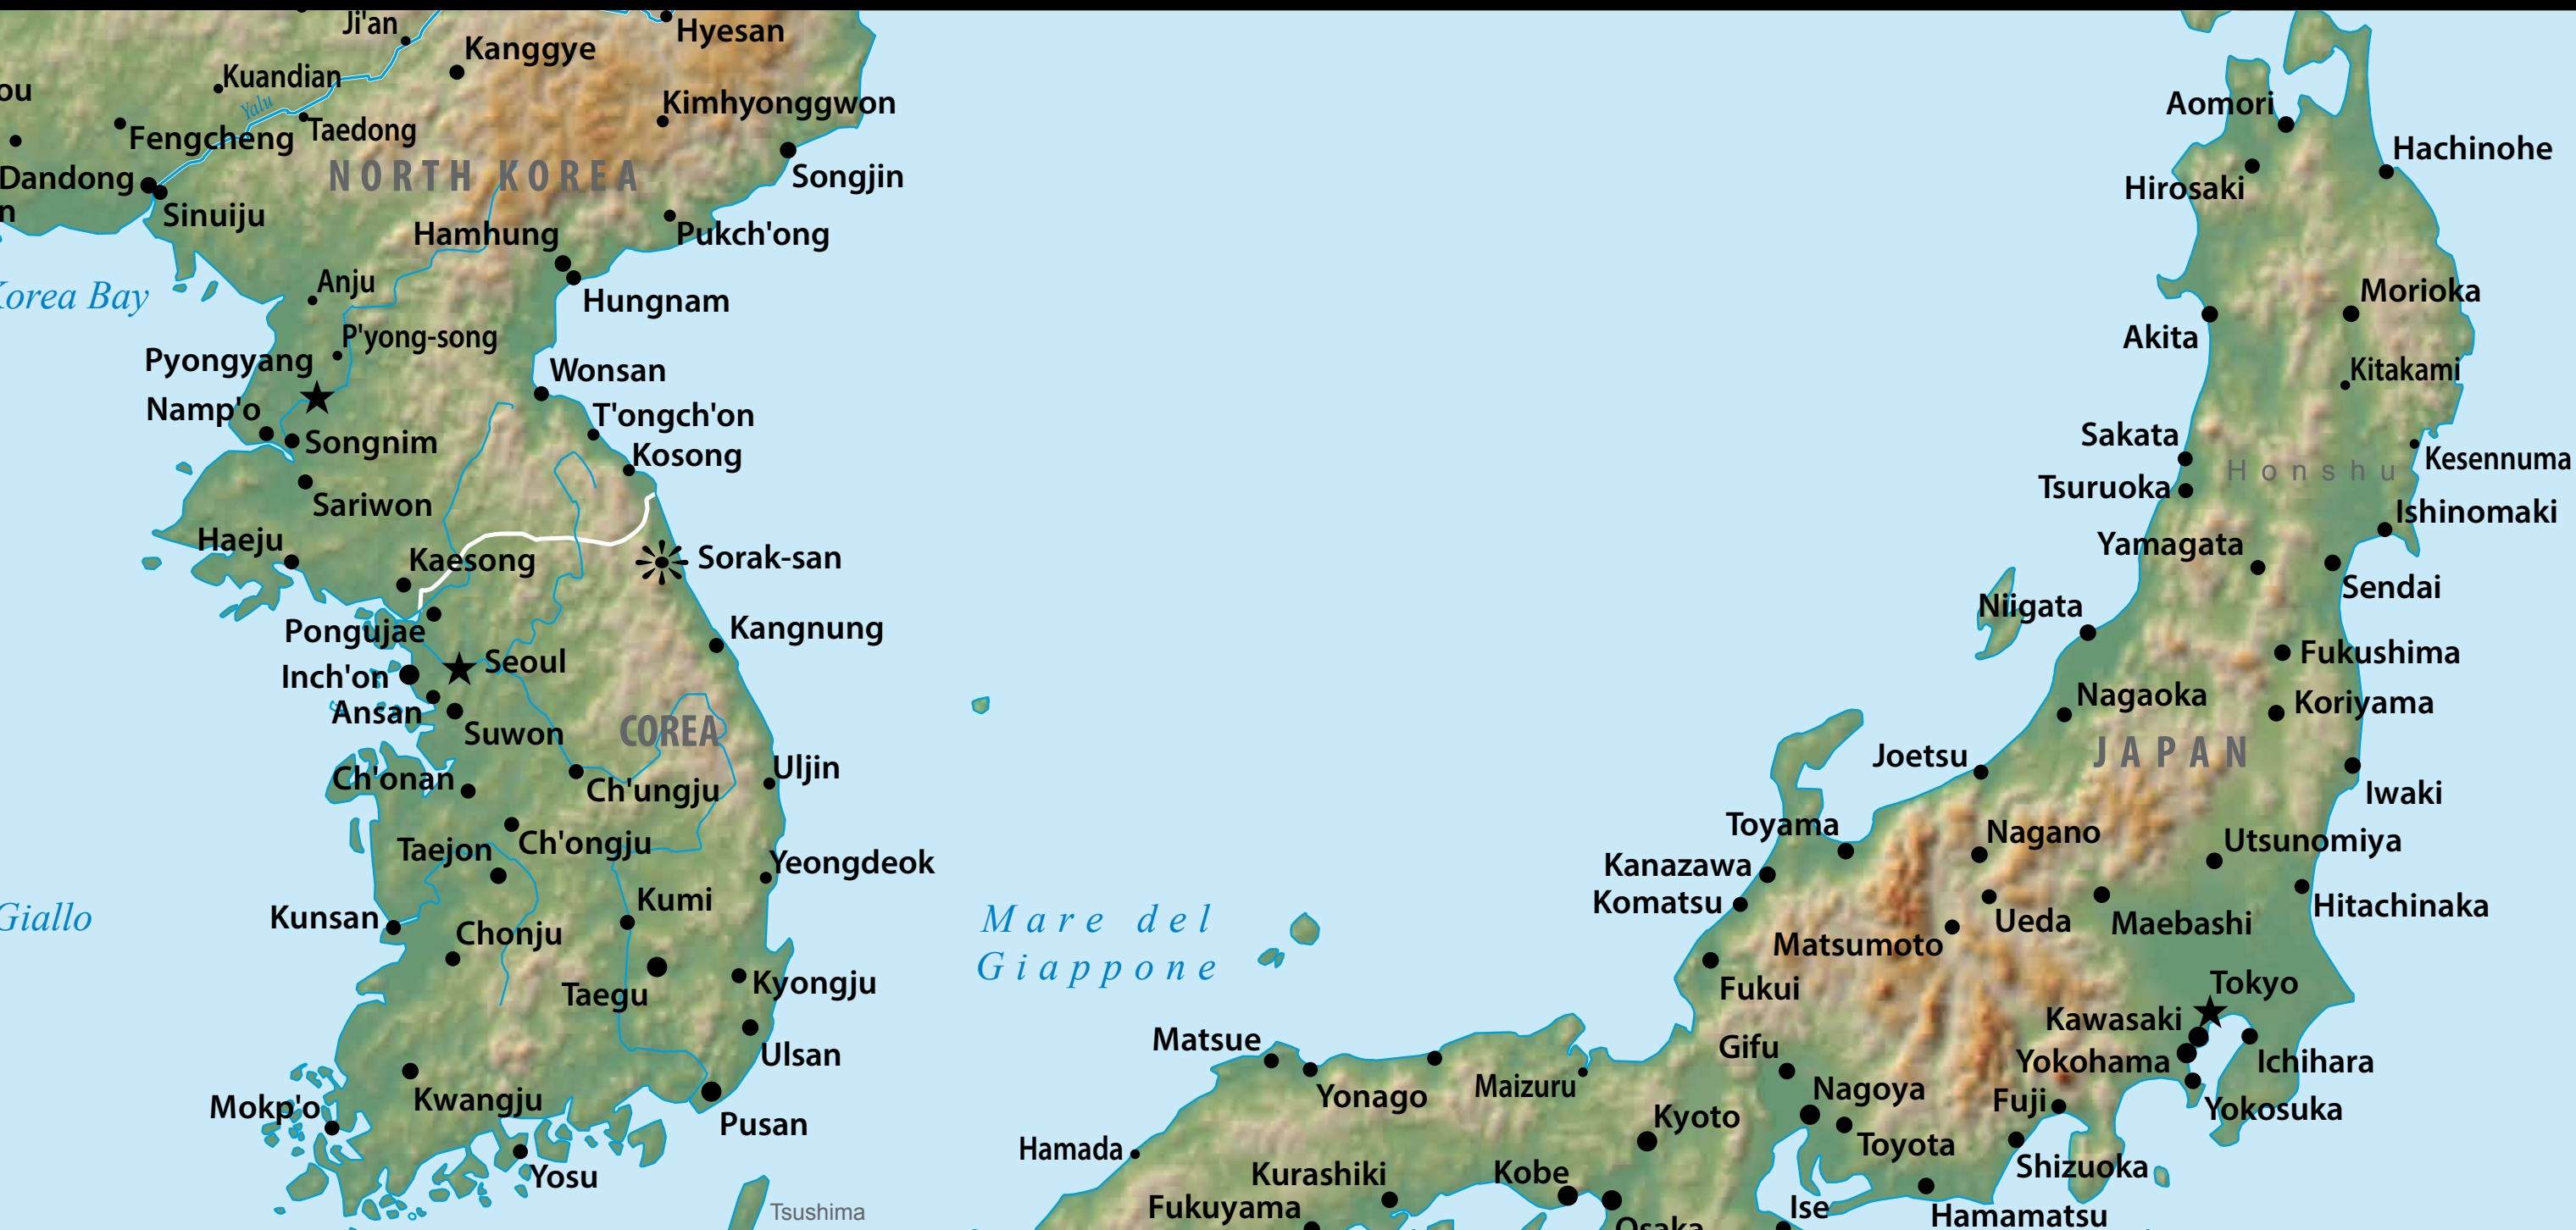 Ji'an
Hyesan
Kanggye
Kuandian
ou
Yalu
Kimhyonggwon
Aomori
Fengcheng
Taedong
Hachinohe
NORTH KOREA
Dandong
Songjin
Hirosaki
n
Sinuiju
Hamhung
Pukch'ong
Anju
Korea Bay
Hungnam
Morioka
P'yong-song
Akita
Pyongyang
Wonsan
Kitakami
Namp'o
T'ongch'on
Songnim
Kosong
Sakata
Kesennuma
Honshu
Tsuruoka
Sariwon
Ishinomaki
Haeju
Kaesong
Sorak-san
Yamagata
Sendai
Niigata
Pongujae
Kangnung
Seoul
Fukushima
Inch'on
Ansan
Nagaoka
Koriyama
Suwon
COREA
JAPAN
Joetsu
Uljin
Ch'onan
Ch'ungju
Iwaki
Toyama
Nagano
Utsunomiya
Taejon
Ch'ongju
Yeongdeok
Kanazawa
Kumi
Komatsu
Hitachinaka
Giallo
Kunsan
Mare del
Giappone
Ueda
Maebashi
Chonju
Matsumoto
Kyongju
Taegu
Fukui
Tokyo
Kawasaki
Matsue
Gifu
Ulsan
Yokohama
Ichihara
Maizuru
Yonago
Nagoya
Kwangju
Fuji
Mokp'o
Yokosuka
Pusan
Kyoto
Hamada
Toyota
Shizuoka
Yosu
Kurashiki
Kobe
Tsushima
Fukuyama
Ise
Hamamatsu
Osaka